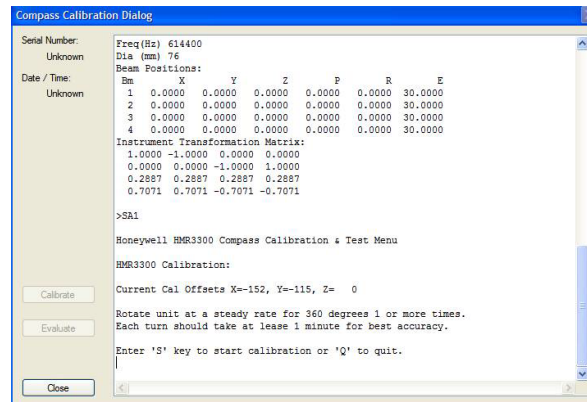 Compass Calibration Dialog
Serial Number:
Unknown
Date / Time:
Unknown
Calibrate
Evaluate
Close
Freq(Hz) 614400
Dia (mm) 76
Beam Positions:
Bm X Y Z P R E
1 0.0000 0.0000 0.0000 0.0000 0.0000 30.0000
2 0.0000 0.0000 0.0000 0.0000 0.0000 30.0000
3 0.0000 0.0000 0.0000 0.0000 0.0000 30.0000
4 0.0000 0.0000 0.0000 0.0000 0.0000 30.0000
Instrument Transformation Matrix:
1.0000 -1.0000 0.0000 0.0000
0.0000 0.0000 -1.0000 1.0000
0.2887 0.2887 0.2887 0.2887
0.7071 0.7071 -0.7071 -0.7071
>SA1
Honeywell HMR3300 Compass Calibration & Test Menu
HMR3300 Calibration:
Current Cal Offsets X=-152, Y=-115, Z= 0
Rotate unit at a steady rate for 360 degrees 1 or more times.
Each turn should take at lease 1 minute for best accuracy.
Enter 'S' key to start calibration or 'Q' to quit.